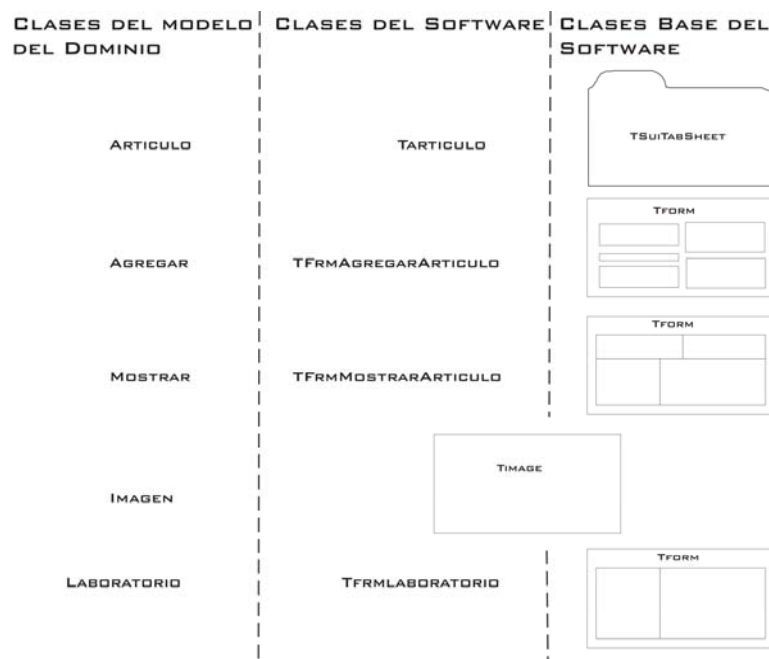 Clases del modelo del Dominio
Clases del Software
Clases Base del Software
Articulo
Tarticulo
TSuiTabSheet
Agregar
TFrmAgregarArticulo
Tform
Mostrar
TFrmMostrarArticulo
Tform
Imagen
Timage
Laboratorio
Tfrmlaboratorio
Tform